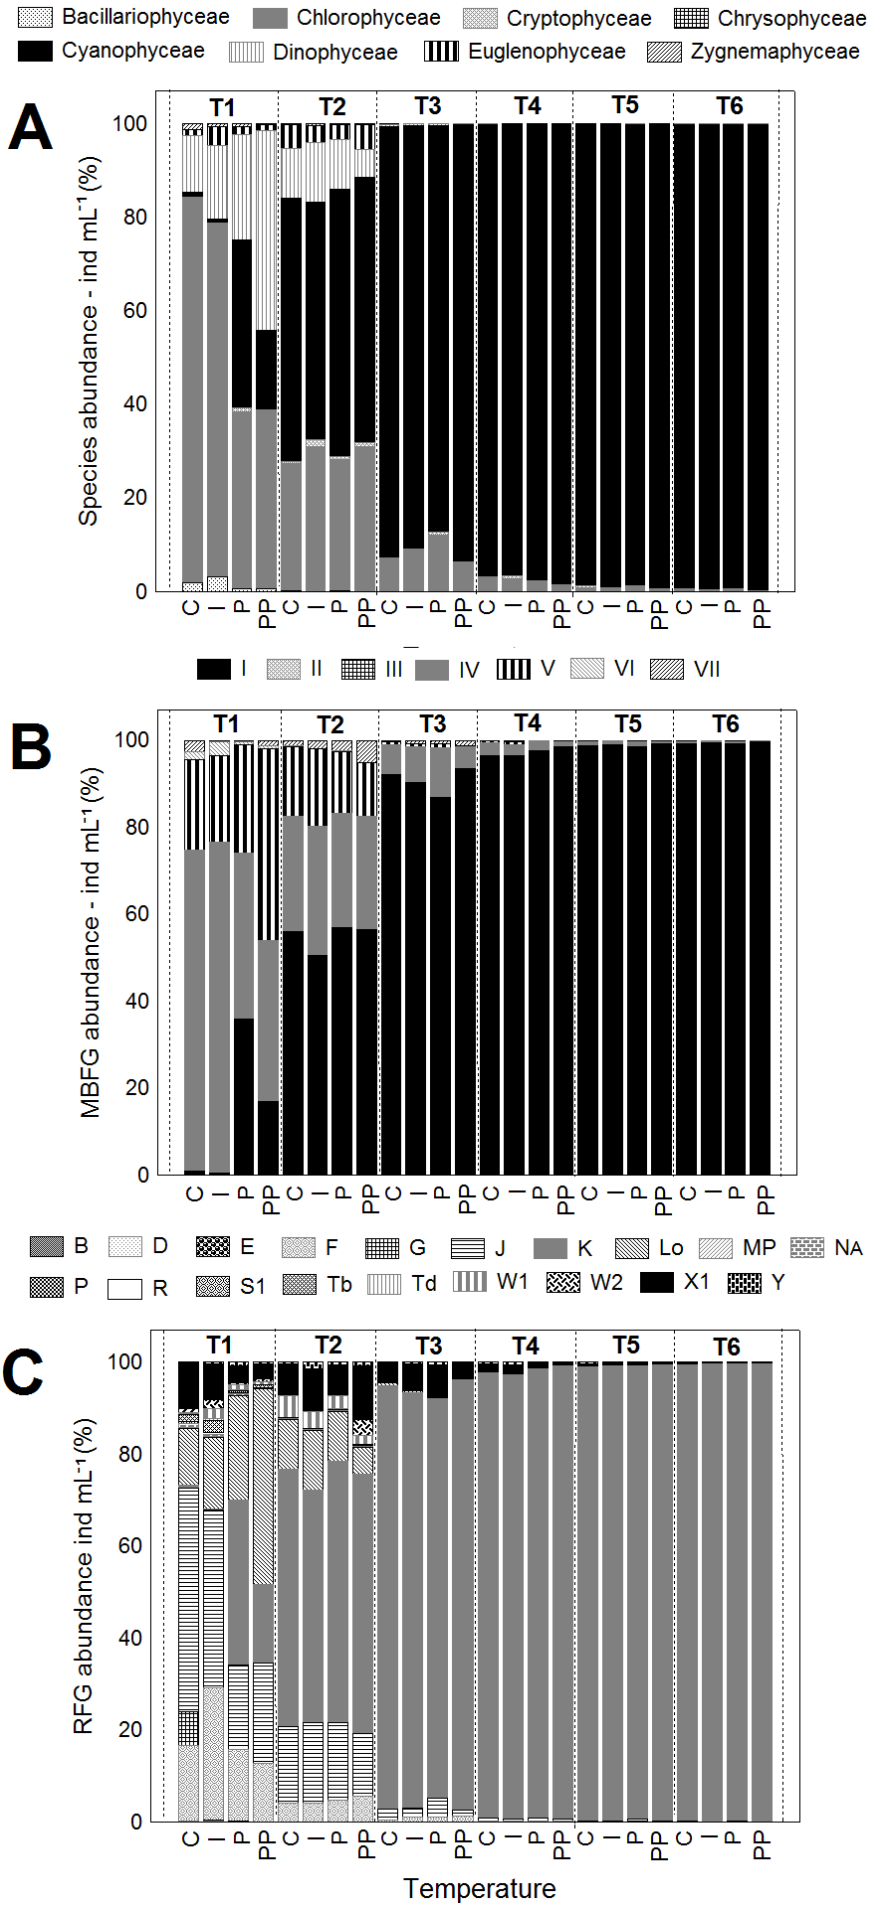 Bacillariophyceae Chlorophyceae Cryptophyceae Chrysophyceae
Cyanophyceae Dinophyceae Euglenophyceae Zygnemaphyceae
A
T1 T2 T3 T4 T5 T6
Species abundance - ind mL⁻¹ (%)
100
80
60
40
20
0
C I P PP C I P PP C I P PP C I P PP C I P PP C I P PP
I II III IV V VI VII
B
T1 T2 T3 T4 T5 T6
MBFG abundance - ind mL⁻¹ (%)
100
80
60
40
20
0
C I P PP C I P PP C I P PP C I P PP C I P PP C I P PP
B D E F G J K Lo MP NA
P R S1 Tb Td W1 W2 X1 Y
C
T1 T2 T3 T4 T5 T6
RFG abundance ind mL⁻¹ (%)
100
80
60
40
20
0
C I P PP C I P PP C I P PP C I P PP C I P PP C I P PP
Temperature